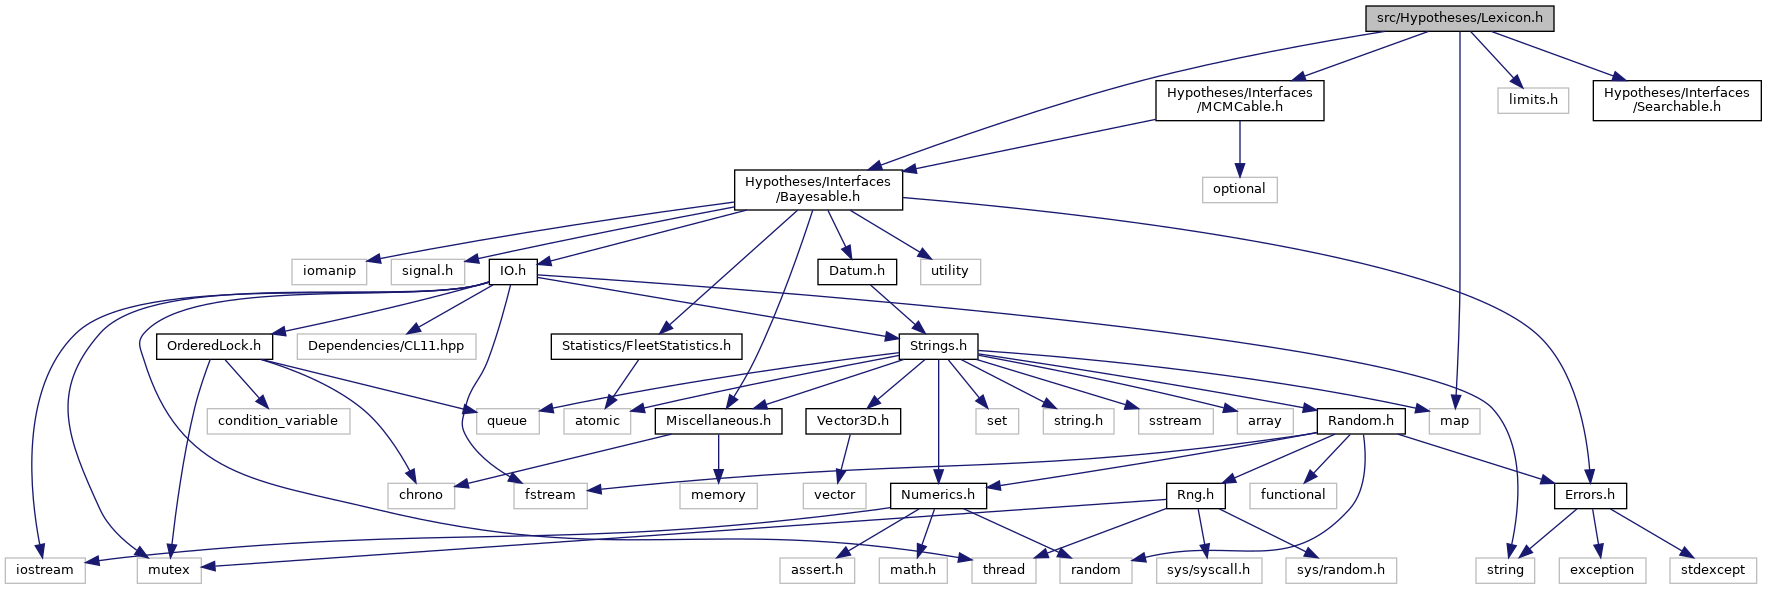 src/Hypotheses/Lexicon.h
Hypotheses/Interfaces
/MCMCable.h
limits.h
Hypotheses/Interfaces
/Searchable.h
Hypotheses/Interfaces
/Bayesable.h
optional
iomanip
signal.h
IO.h
Datum.h
utility
OrderedLock.h
Dependencies/CL11.hpp
Statistics/FleetStatistics.h
Strings.h
condition_variable
queue
atomic
Miscellaneous.h
Vector3D.h
set
string.h
sstream
array
Random.h
map
chrono
fstream
memory
vector
Numerics.h
Rng.h
functional
Errors.h
iostream
mutex
assert.h
math.h
thread
random
sys/syscall.h
sys/random.h
string
exception
stdexcept